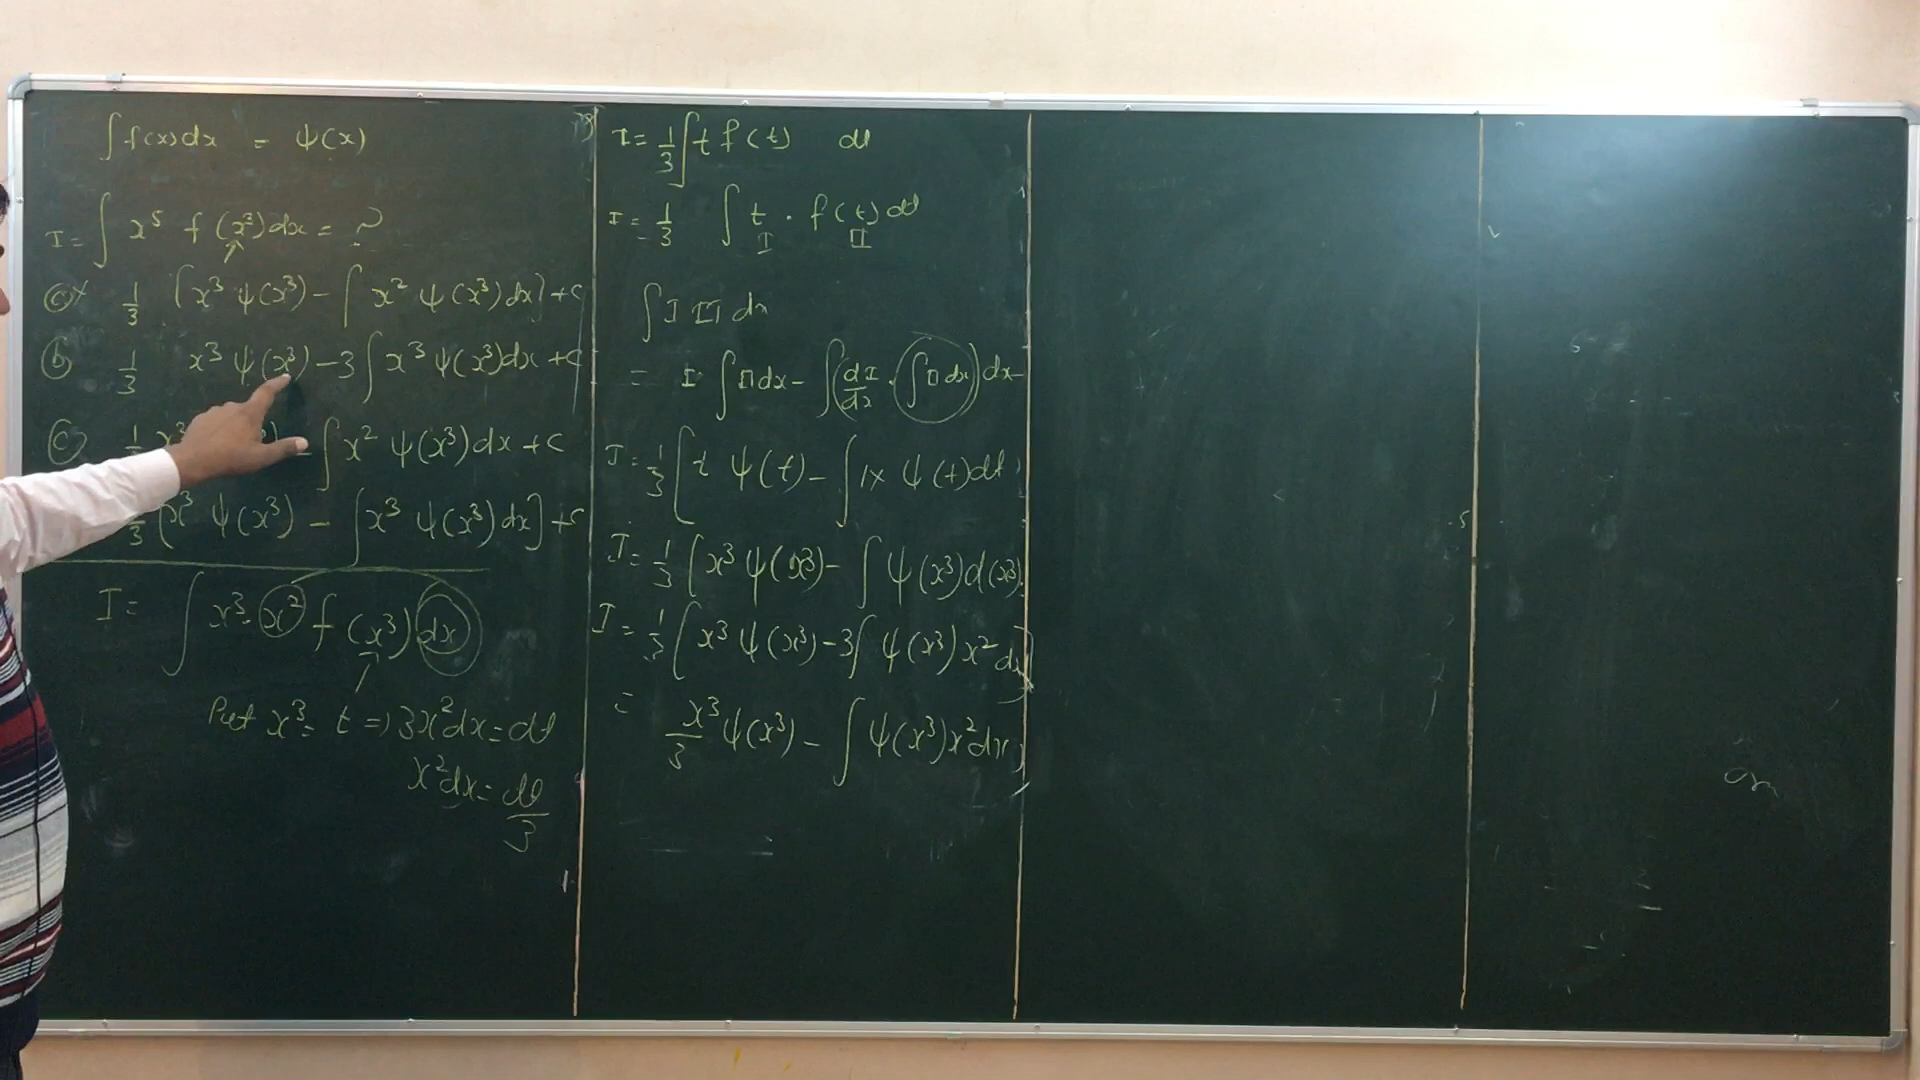 ∫ f(x) dx = ψ(x)
I = ∫ x⁵ f(x³) dx = ?
1/3 [x³ ψ(x³) − ∫ x² ψ(x³) dx] + C
(b) 1/3 x³ ψ(x³) − 3 ∫ x³ ψ(x³) dx + C
(c) 1/3 x³ − ∫ x² ψ(x³) dx + C
1/3 [x³ ψ(x³) − ∫ x³ ψ(x³) dx] + C
I = ∫ x³ · x² f(x³) dx
Put x³ = t ⇒ 3x² dx = dt
x² dx = dt/3
I = 1/3 ∫ t f(t) dt
I = 1/3 ∫ t · f(t) dt
I II
∫ I II dx
= I ∫ II dx − ∫ (dI/dx · ∫ II dx) dx
I = 1/3 [t ψ(t) − ∫ 1 × ψ(t) dt
I = 1/3 [x³ ψ(x³) − ∫ ψ(x³) d(x³)
I = 1/3 [x³ ψ(x³) − 3 ∫ ψ(x³) x² dx]
= x³/3 ψ(x³) − ∫ ψ(x³) x² dx